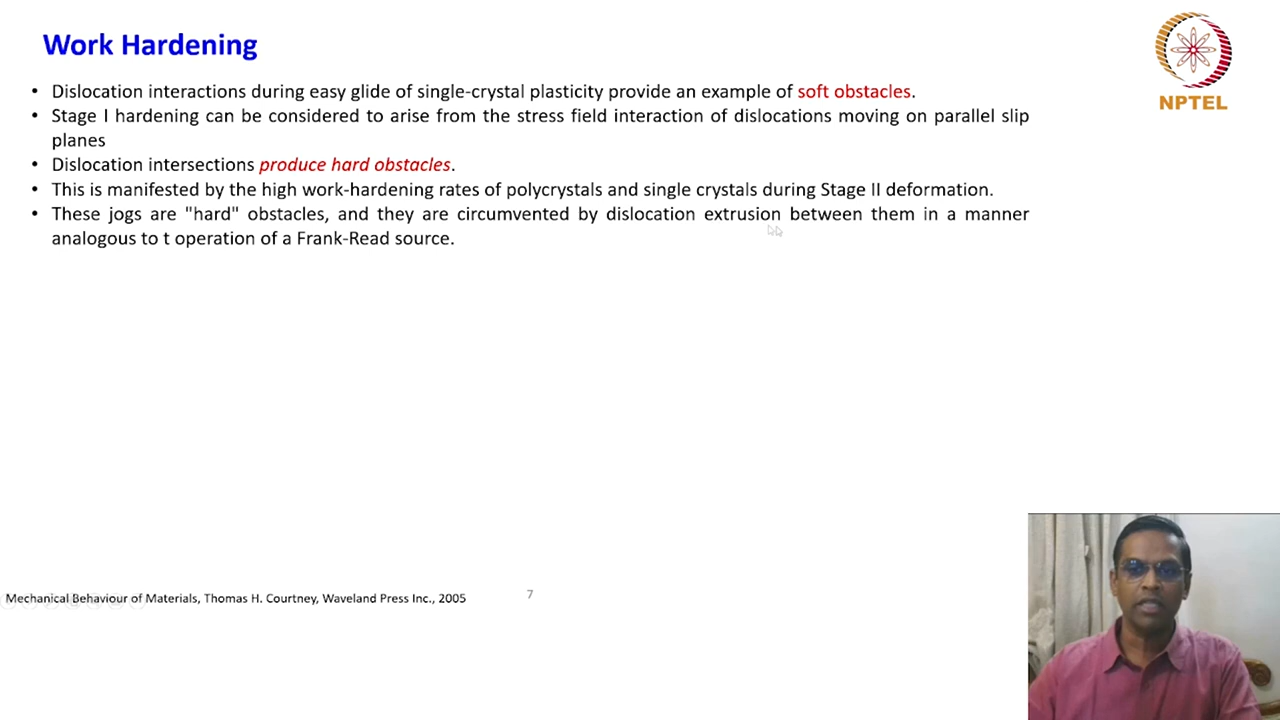 Work Hardening
NPTEL
• Dislocation interactions during easy glide of single-crystal plasticity provide an example of soft obstacles.
• Stage I hardening can be considered to arise from the stress field interaction of dislocations moving on parallel slip
planes
• Dislocation intersections produce hard obstacles.
• This is manifested by the high work-hardening rates of polycrystals and single crystals during Stage II deformation.
• These jogs are "hard" obstacles, and they are circumvented by dislocation extrusion between them in a manner
analogous to t operation of a Frank-Read source.
Mechanical Behaviour of Materials, Thomas H. Courtney, Waveland Press Inc., 2005
7